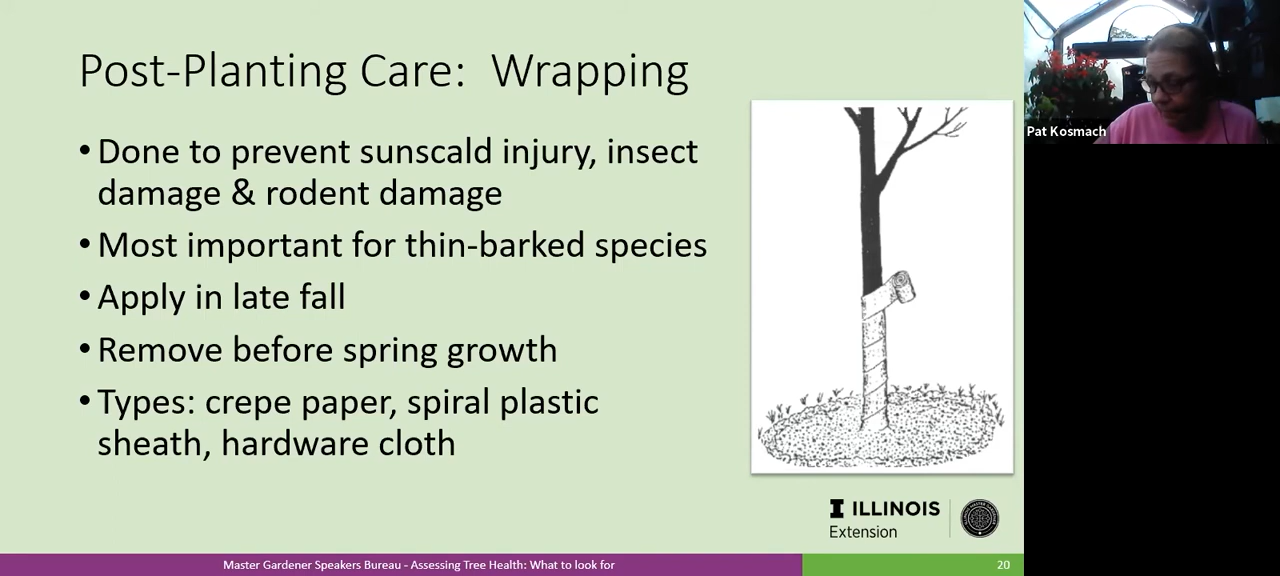 Post-Planting Care: Wrapping
• Done to prevent sunscald injury, insect
damage & rodent damage
• Most important for thin-barked species
• Apply in late fall
• Remove before spring growth
• Types: crepe paper, spiral plastic
sheath, hardware cloth
I ILLINOIS
Extension
Master Gardener Speakers Bureau - Assessing Tree Health: What to look for
20
Pat Kosmach